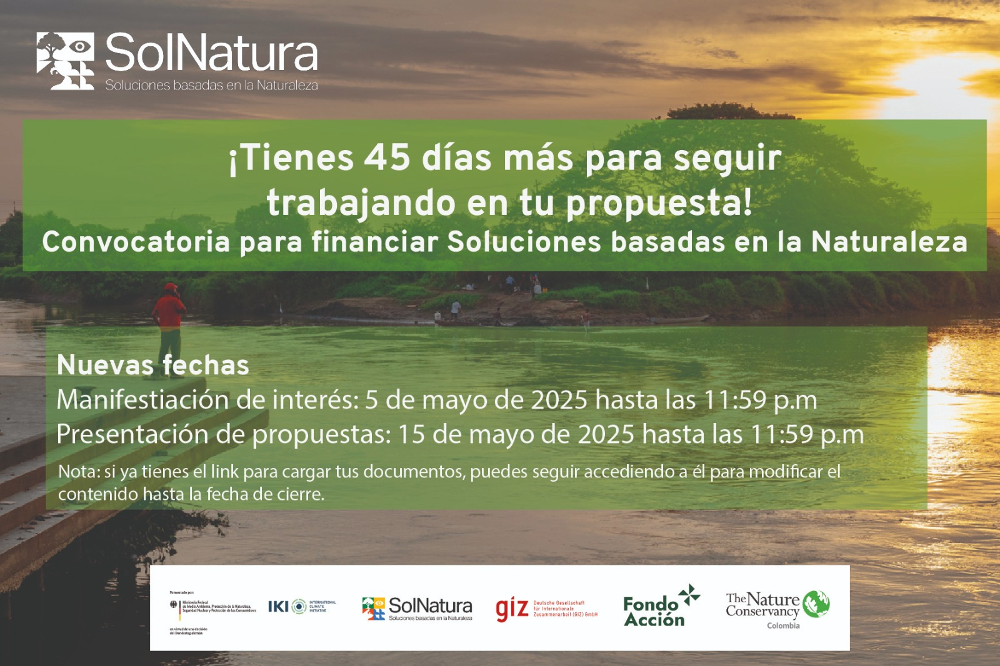 SolNatura
Soluciones basadas en la Naturaleza
¡Tienes 45 días más para seguir
trabajando en tu propuesta!
Convocatoria para financiar Soluciones basadas en la Naturaleza
Nuevas fechas
Manifestiación de interés: 5 de mayo de 2025 hasta las 11:59 p.m
Presentación de propuestas: 15 de mayo de 2025 hasta las 11:59 p.m
Nota: si ya tienes el link para cargar tus documentos, puedes seguir accediendo a él para modificar el
contenido hasta la fecha de cierre.
Fomentado por:
Ministerio Federal
de Medio Ambiente, Protección de la Naturaleza,
Seguridad Nuclear y Protección de los Consumidores
en virtud de una decisión
del Bundestag alemán
IKI
INTERNATIONAL
CLIMATE
INITIATIVE
SolNatura
Soluciones basadas en la Naturaleza
giz
Deutsche Gesellschaft
für Internationale
Zusammenarbeit (GIZ) GmbH
Fondo
Acción
The Nature
Conservancy
Colombia